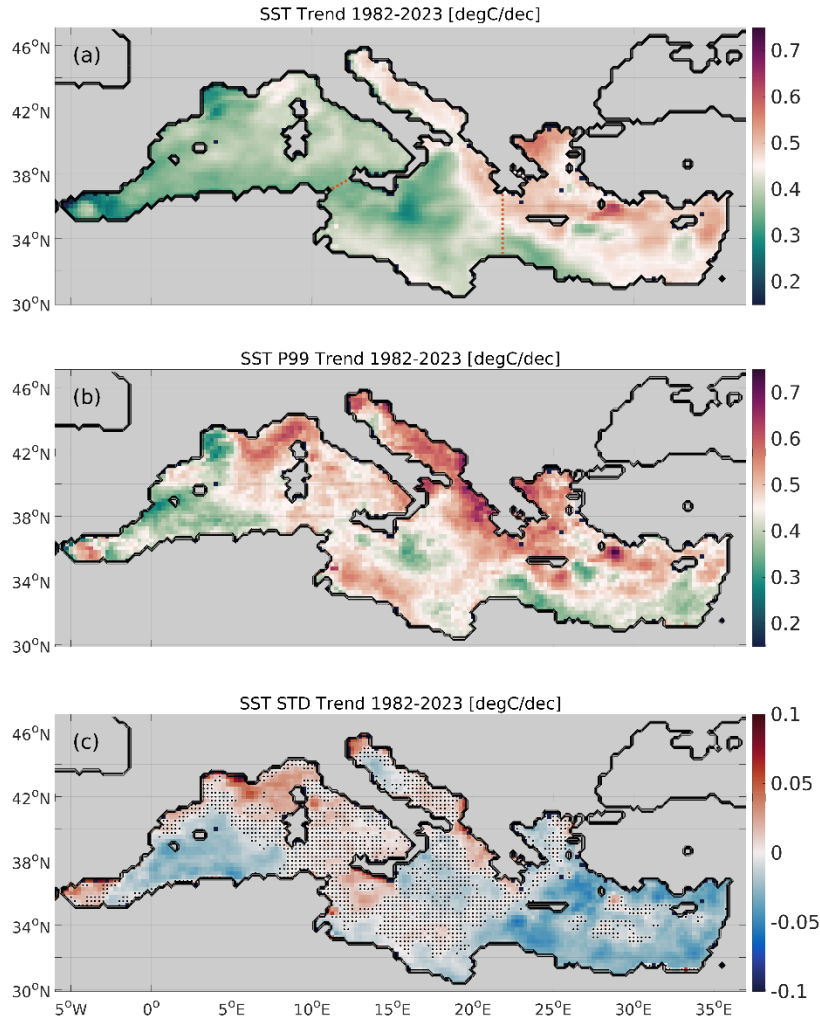 SST Trend 1982-2023 [degC/dec]
(a)
46°N
42°N
38°N
34°N
30°N
0.7
0.6
0.5
0.4
0.3
0.2
SST P99 Trend 1982-2023 [degC/dec]
(b)
46°N
42°N
38°N
34°N
30°N
0.7
0.6
0.5
0.4
0.3
0.2
SST STD Trend 1982-2023 [degC/dec]
(c)
46°N
42°N
38°N
34°N
30°N
0.1
0.05
0
-0.05
-0.1
5°W 0° 5°E 10°E 15°E 20°E 25°E 30°E 35°E